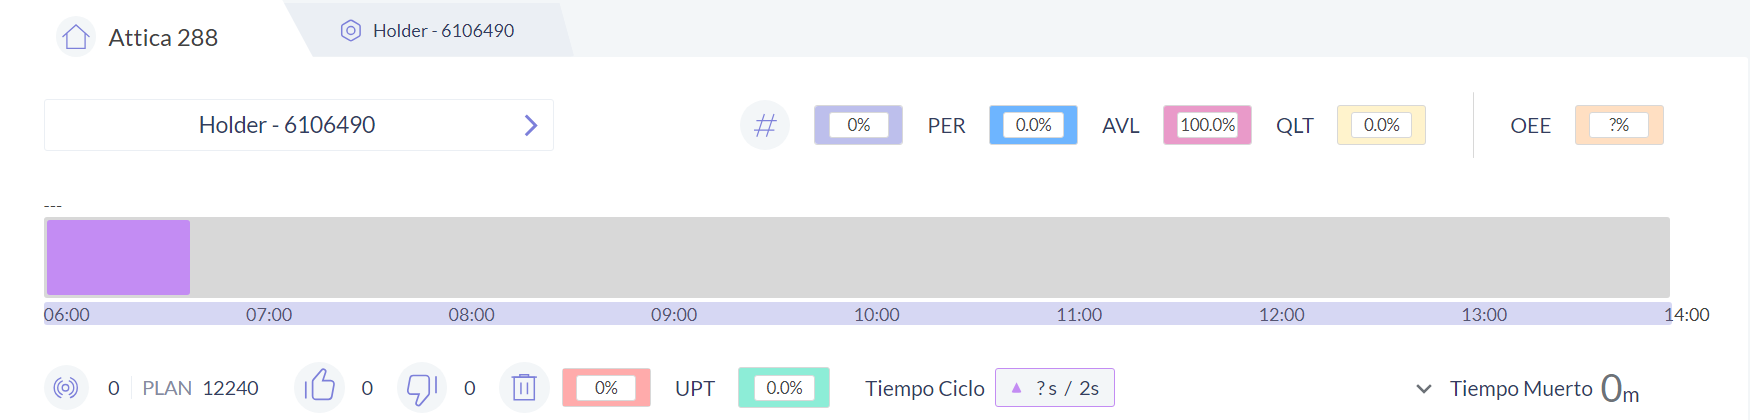 Attica 288
Holder - 6106490
Holder - 6106490
# 0% PER 0.0% AVL 100.0% QLT 0.0% OEE ?%
---
06:00 07:00 08:00 09:00 10:00 11:00 12:00 13:00 14:00
0 PLAN 12240 0 0 0% UPT 0.0% Tiempo Ciclo ? s / 2s Tiempo Muerto 0m